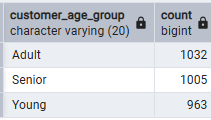 customer_age_group count
character varying (20) bigint
Adult 1032
Senior 1005
Young 963